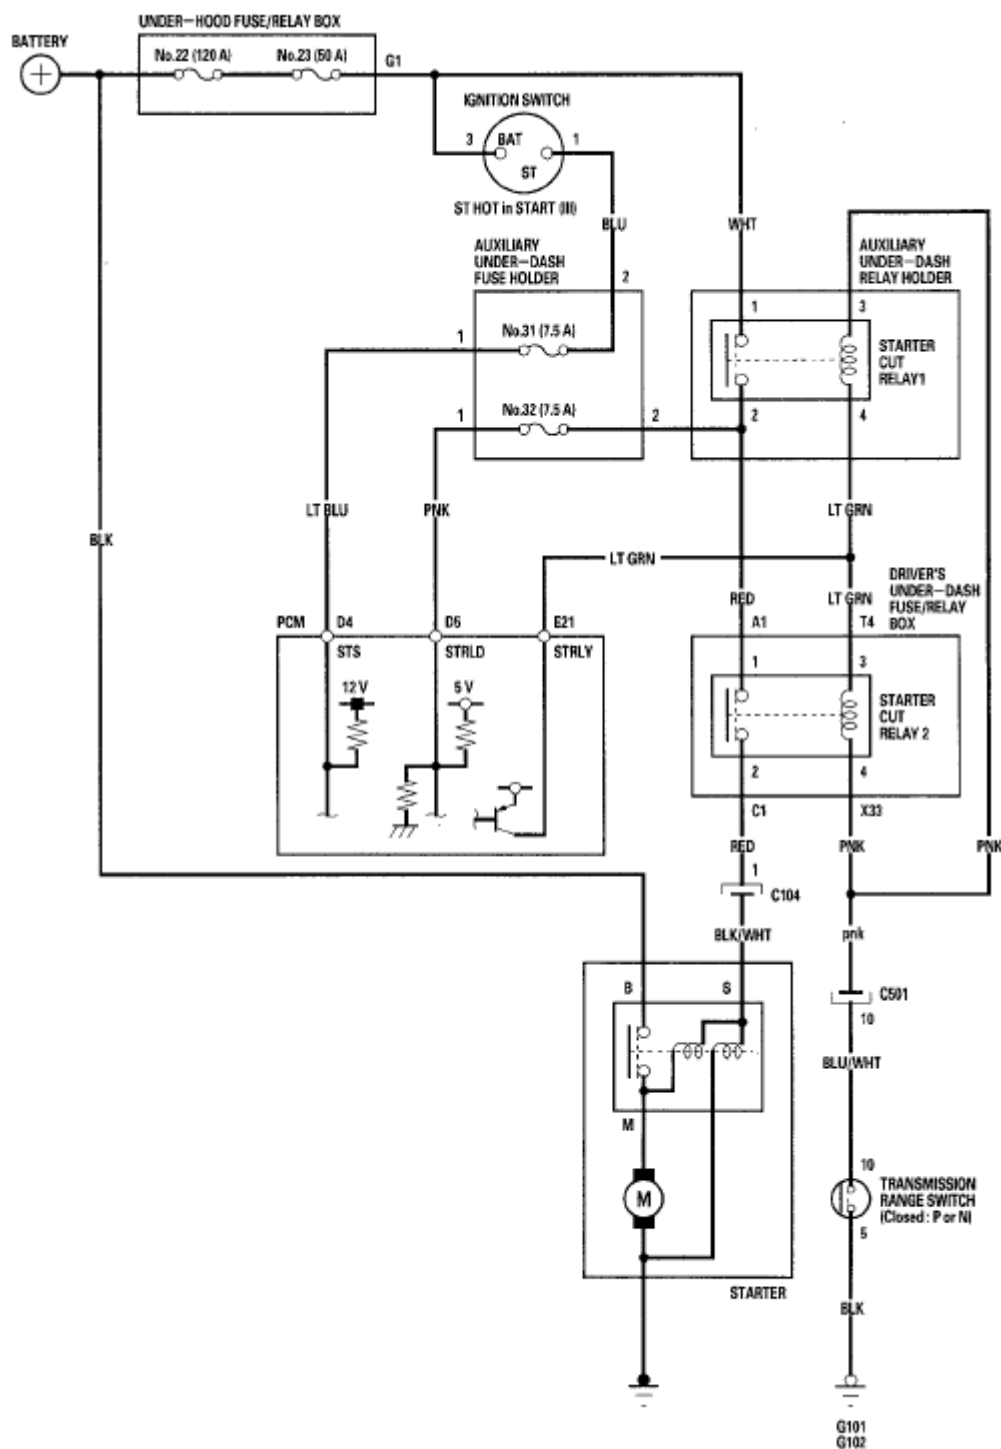 UNDER-HOOD FUSE/RELAY BOX
BATTERY
No.22 (120 A)
No.23 (50 A)
G1
IGNITION SWITCH
3
BAT
1
ST
ST HOT in START (III)
BLU
WHT
AUXILIARY
UNDER-DASH
FUSE HOLDER
2
AUXILIARY
UNDER-DASH
RELAY HOLDER
1
3
1
No.31 (7.5 A)
STARTER
CUT
RELAY1
1
No.32 (7.5 A)
2
2
4
LT BLU
PNK
LT GRN
BLK
LT GRN
DRIVER'S
UNDER-DASH
FUSE/RELAY
BOX
RED
LT GRN
PCM
D4
D5
E21
A1
T4
STS
STRLD
STRLY
1
3
12 V
5 V
STARTER
CUT
RELAY 2
2
4
C1
X33
RED
PNK
PNK
1
C104
BLK/WHT
pnk
B
S
C501
10
BLU/WHT
M
10
TRANSMISSION
RANGE SWITCH
(Closed : P or N)
M
5
STARTER
BLK
G101
G102